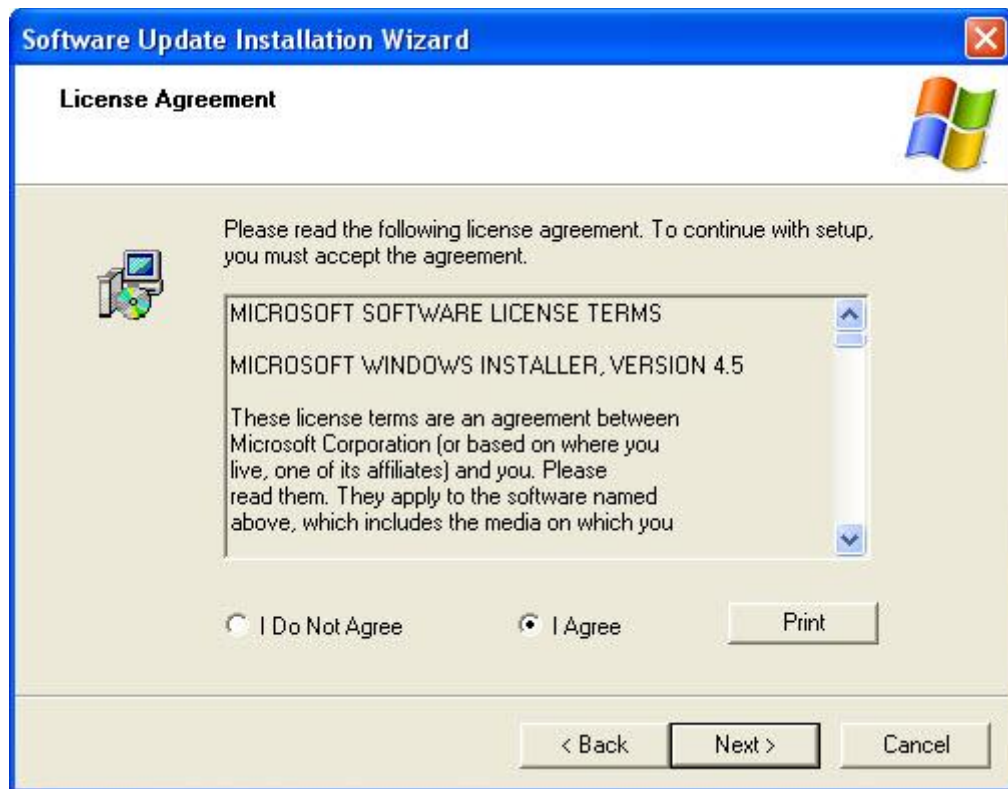 Software Update Installation Wizard
License Agreement
Please read the following license agreement. To continue with setup,
you must accept the agreement.
MICROSOFT SOFTWARE LICENSE TERMS
MICROSOFT WINDOWS INSTALLER, VERSION 4.5
These license terms are an agreement between
Microsoft Corporation (or based on where you
live, one of its affiliates) and you. Please
read them. They apply to the software named
above, which includes the media on which you
I Do Not Agree
I Agree
Print
< Back
Next >
Cancel